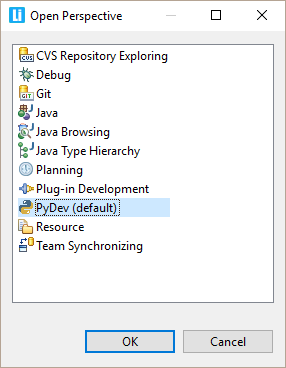 Open Perspective
CVS Repository Exploring
Debug
Git
Java
Java Browsing
Java Type Hierarchy
Planning
Plug-in Development
PyDev (default)
Resource
Team Synchronizing
OK
Cancel